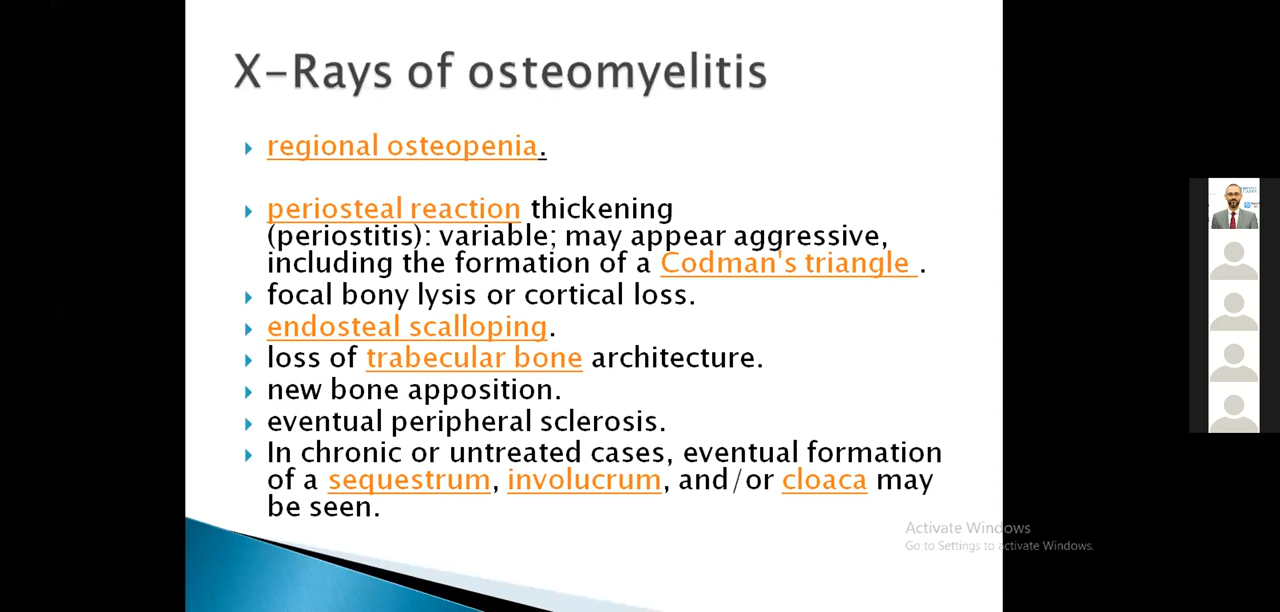 X-Rays of osteomyelitis
regional osteopenia.
periosteal reaction thickening
(periostitis): variable; may appear aggressive,
including the formation of a Codman's triangle .
focal bony lysis or cortical loss.
endosteal scalloping.
loss of trabecular bone architecture.
new bone apposition.
eventual peripheral sclerosis.
In chronic or untreated cases, eventual formation
of a sequestrum, involucrum, and/or cloaca may
be seen.
Activate Windows
Go to Settings to activate Windows.